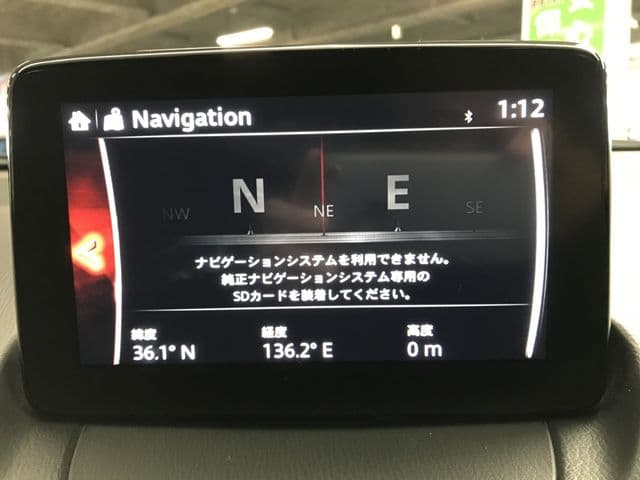 Navigation
1:12
N E
NW NE SE
ナビゲーションシステムを利用できません。
純正ナビゲーションシステム専用の
SDカードを装着してください。
緯度 経度 高度
36.1° N 136.2° E 0 m